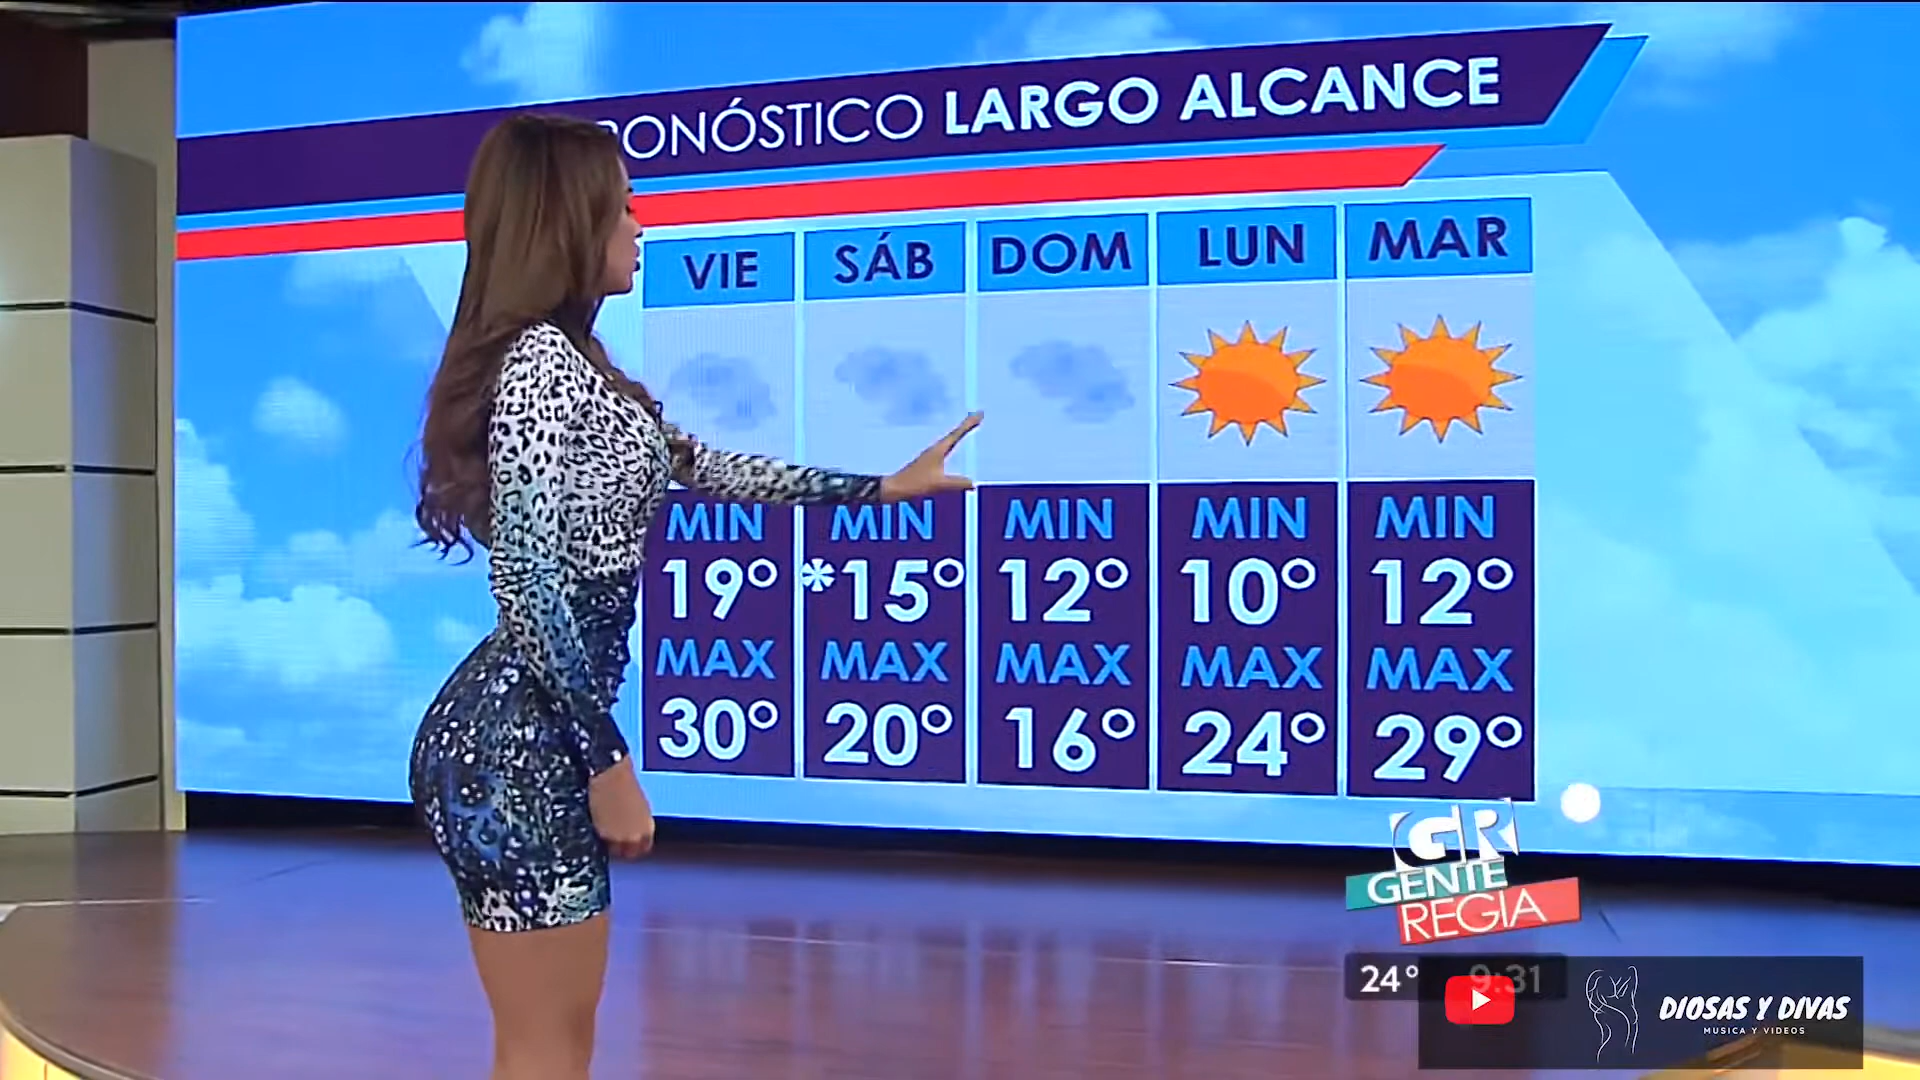 PRONÓSTICO LARGO ALCANCE
VIE SÁB DOM LUN MAR
MIN MIN MIN MIN MIN
19° *15° 12° 10° 12°
MAX MAX MAX MAX MAX
30° 20° 16° 24° 29°
GR
GENTE
REGIA
24° 9:31
DIOSAS Y DIVAS
MUSICA Y VIDEOS